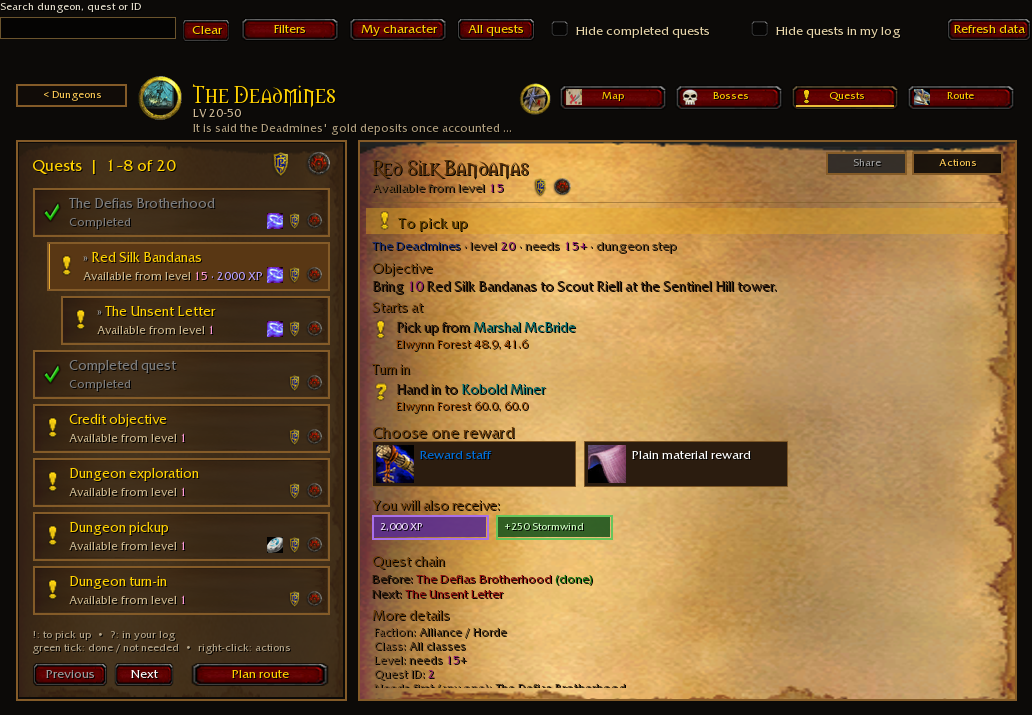 Search dungeon, quest or ID
Clear
Filters
My character
All quests
Hide completed quests
Hide quests in my log
Refresh data
< Dungeons
The Deadmines
LV 20-50
It is said the Deadmines' gold deposits once accounted ...
Map
Bosses
Quests
Route
Quests | 1-8 of 20
The Defias Brotherhood
Completed
» Red Silk Bandanas
Available from level 15 · 2000 XP
» The Unsent Letter
Available from level 1
Completed quest
Completed
Credit objective
Available from level 1
Dungeon exploration
Available from level 1
Dungeon pickup
Available from level 1
Dungeon turn-in
Available from level 1
!: to pick up • ?: in your log
green tick: done / not needed • right-click: actions
Previous
Next
Plan route
Red Silk Bandanas
Available from level 15
Share
Actions
To pick up
The Deadmines · level 20 · needs 15+ · dungeon step
Objective
Bring 10 Red Silk Bandanas to Scout Riell at the Sentinel Hill tower.
Starts at
Pick up from Marshal McBride
Elwynn Forest 48.9, 41.6
Turn in
Hand in to Kobold Miner
Elwynn Forest 60.0, 60.0
Choose one reward
Reward staff
Plain material reward
You will also receive:
2,000 XP
+250 Stormwind
Quest chain
Before: The Defias Brotherhood (done)
Next: The Unsent Letter
More details
Faction: Alliance / Horde
Class: All classes
Level: needs 15+
Quest ID: 2
Needs first (any one): The Defias Brotherhood